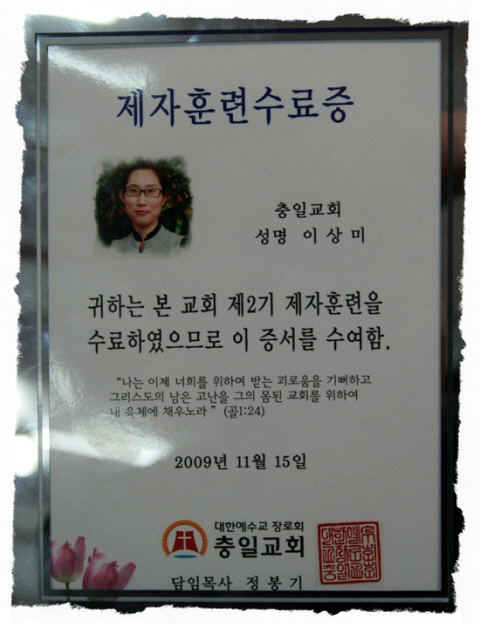 제자훈련수료증
충일교회
성명 이상미
귀하는 본 교회 제2기 제자훈련을
수료하였으므로 이 증서를 수여함.
"나는 이제 너희를 위하여 받는 괴로움을 기뻐하고
그리스도의 남은 고난을 그의 몸된 교회를 위하여
내 육체에 채우노라 " (골1:24)
2009년 11월 15일
대한예수교 장로회
충일교회
담임목사 정봉기